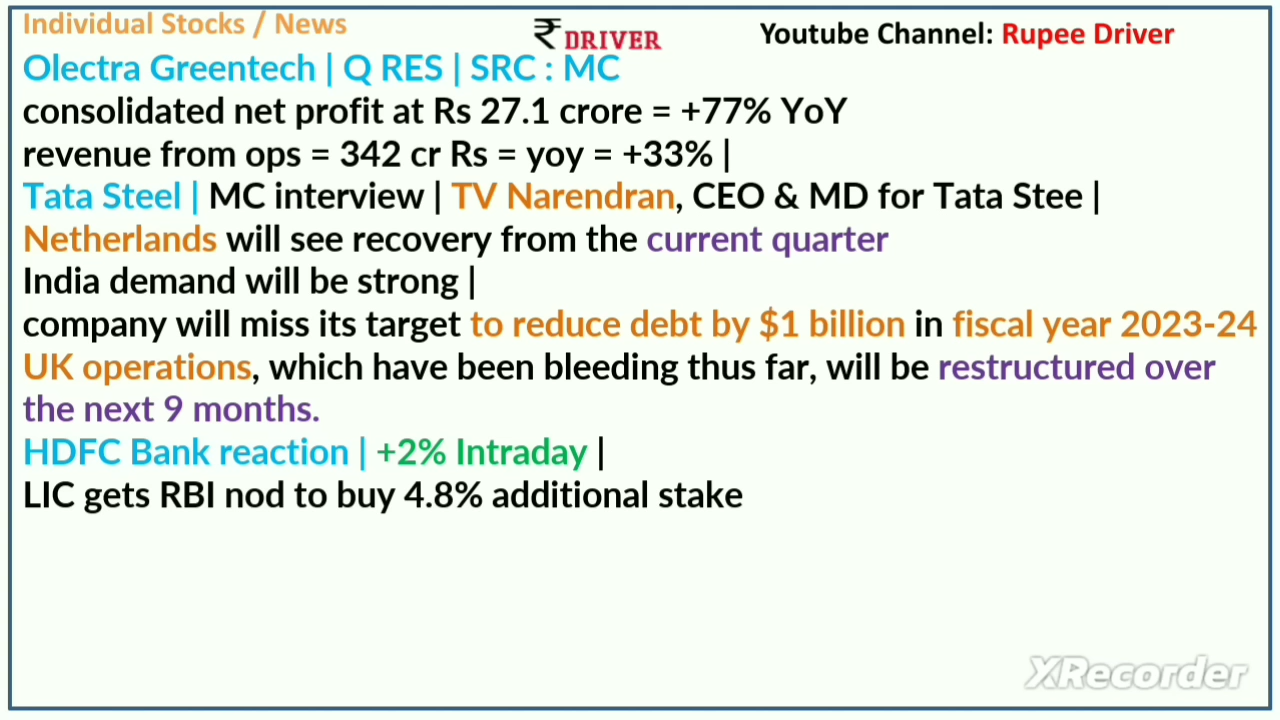 Individual Stocks / News
₹ DRIVER
Youtube Channel: Rupee Driver
Olectra Greentech | Q RES | SRC : MC
consolidated net profit at Rs 27.1 crore = +77% YoY
revenue from ops = 342 cr Rs = yoy = +33% |
Tata Steel | MC interview | TV Narendran, CEO & MD for Tata Stee |
Netherlands will see recovery from the current quarter
India demand will be strong |
company will miss its target to reduce debt by $1 billion in fiscal year 2023-24
UK operations, which have been bleeding thus far, will be restructured over
the next 9 months.
HDFC Bank reaction | +2% Intraday |
LIC gets RBI nod to buy 4.8% additional stake
XRecorder